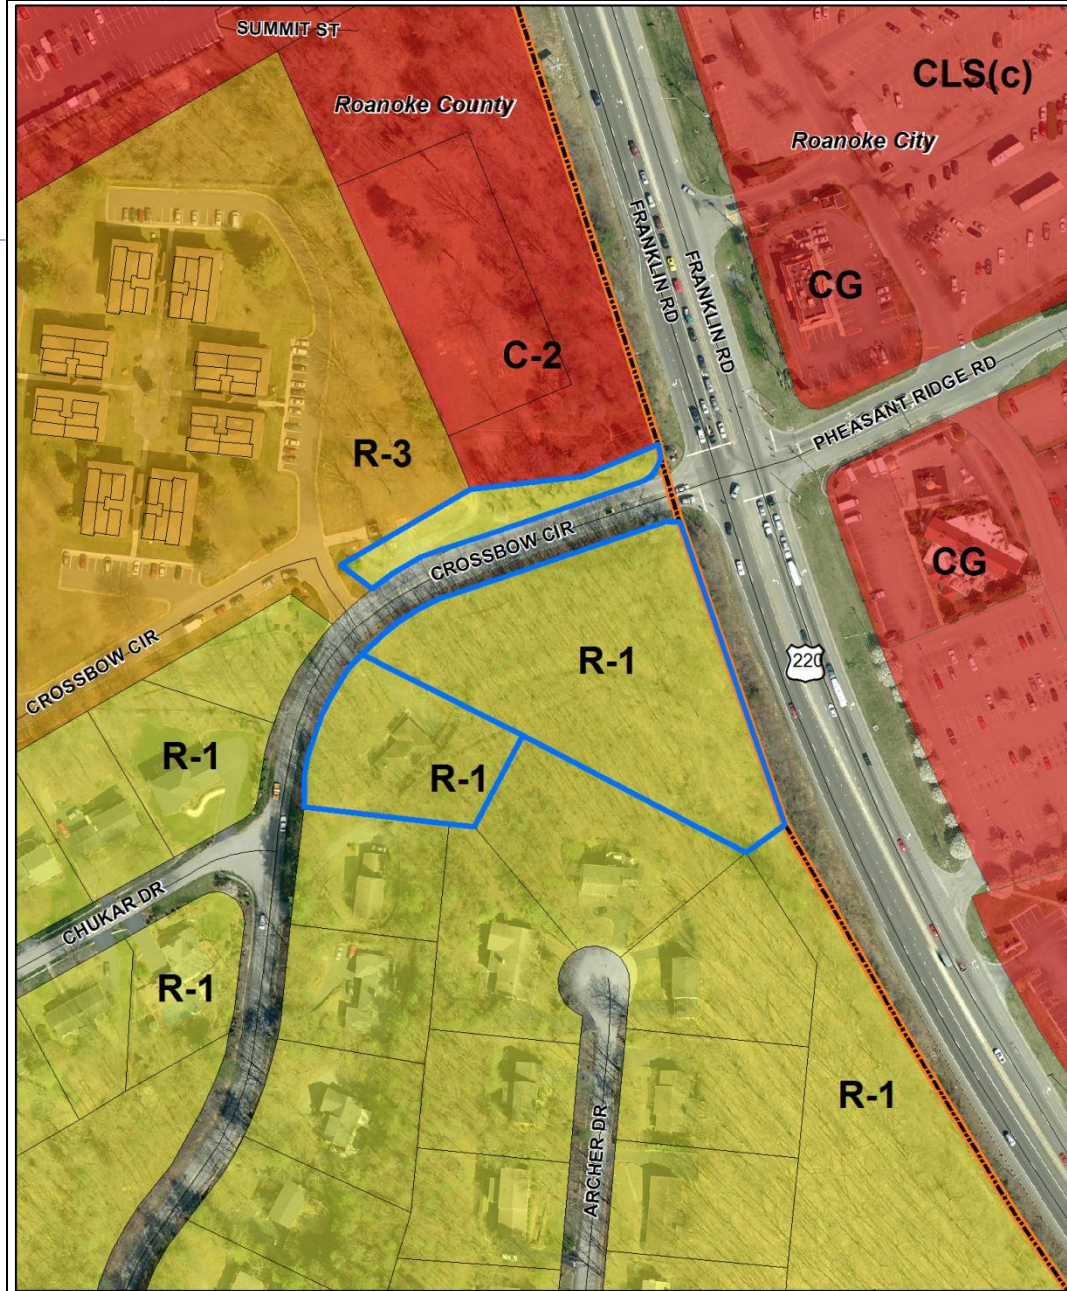 SUMMIT ST
CLS(c)
Roanoke County
Roanoke City
FRANKLIN RD
FRANKLIN RD
CG
C-2
PHEASANT RIDGE RD
R-3
CROSSBOW CIR
CG
CROSSBOW CIR
R-1
220
R-1
R-1
CHUKAR DR
R-1
R-1
ARCHER DR